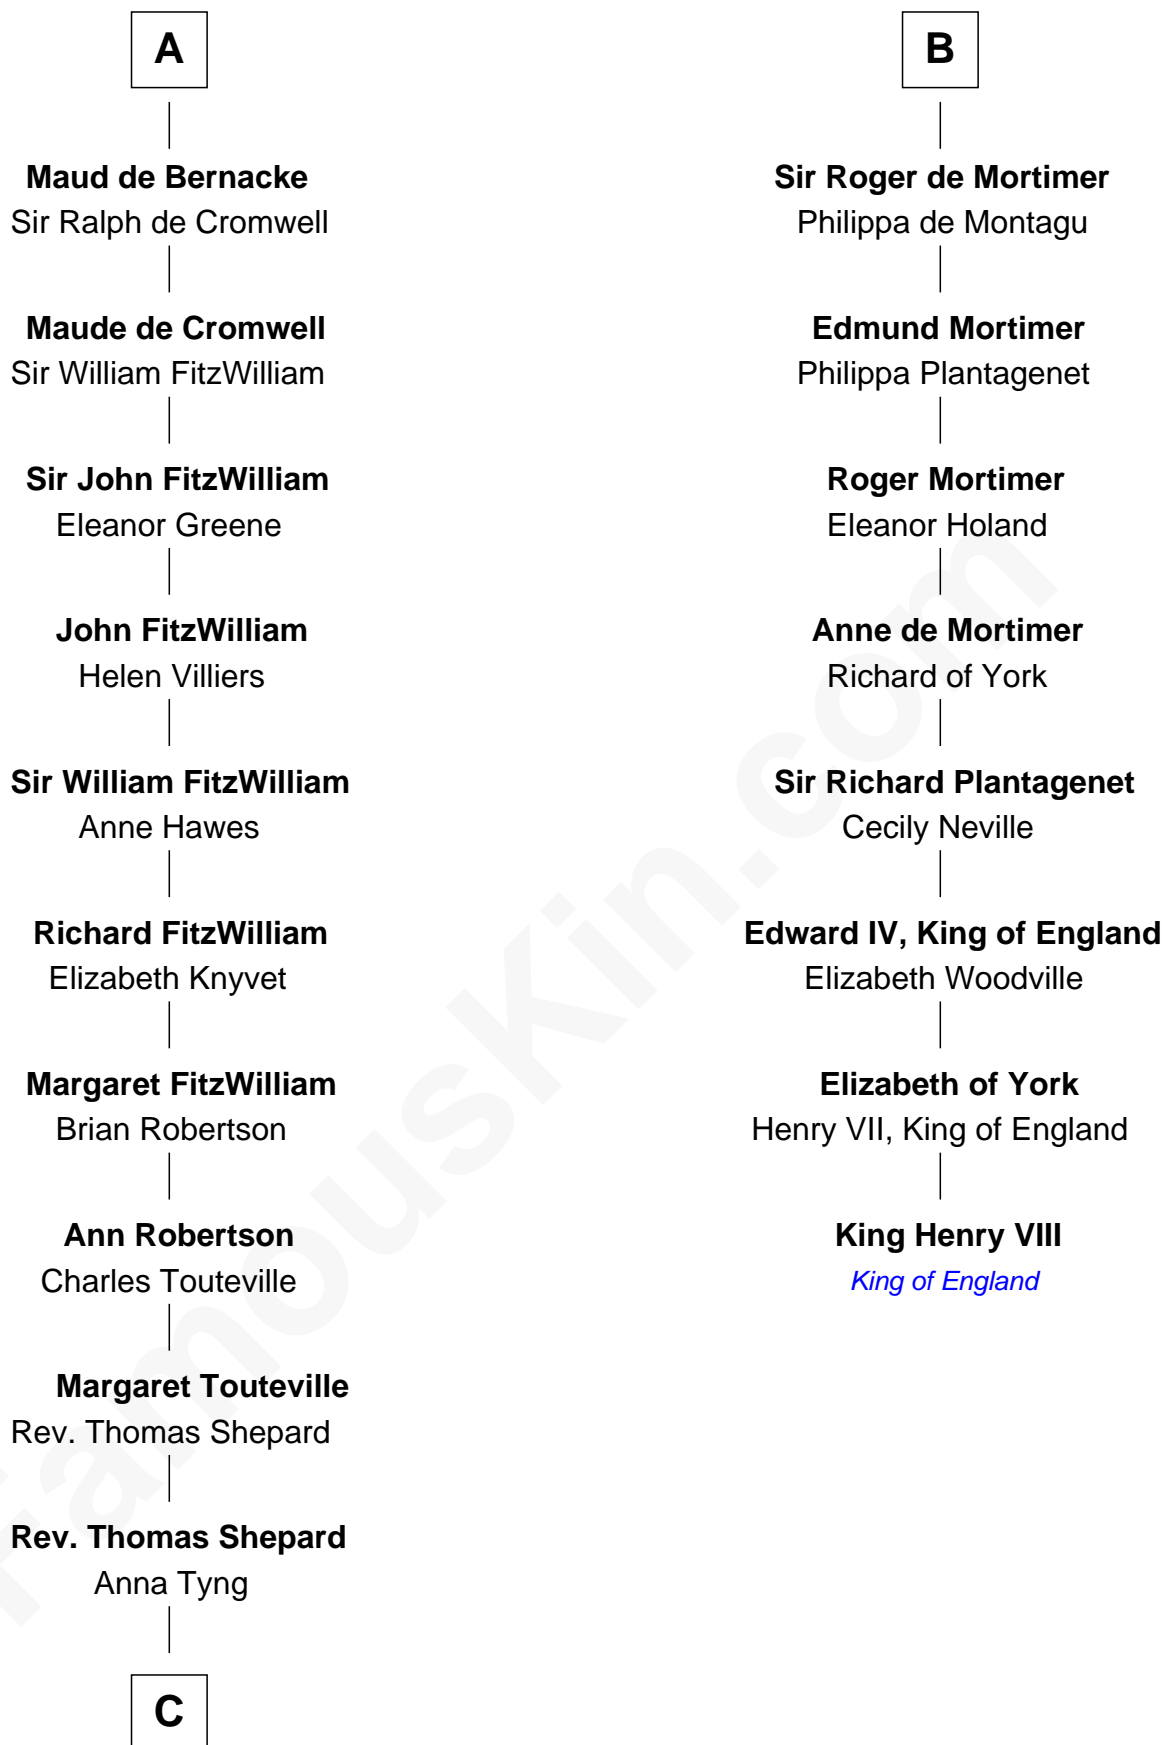 A
Maud de Bernacke
Sir Ralph de Cromwell
Maude de Cromwell
Sir William FitzWilliam
Sir John FitzWilliam
Eleanor Greene
John FitzWilliam
Helen Villiers
Sir William FitzWilliam
Anne Hawes
Richard FitzWilliam
Elizabeth Knyvet
Margaret FitzWilliam
Brian Robertson
Ann Robertson
Charles Touteville
Margaret Touteville
Rev. Thomas Shepard
Rev. Thomas Shepard
Anna Tyng
C
B
Sir Roger de Mortimer
Philippa de Montagu
Edmund Mortimer
Philippa Plantagenet
Roger Mortimer
Eleanor Holand
Anne de Mortimer
Richard of York
Sir Richard Plantagenet
Cecily Neville
Edward IV, King of England
Elizabeth Woodville
Elizabeth of York
Henry VII, King of England
King Henry VIII
King of England
FamousKin.com